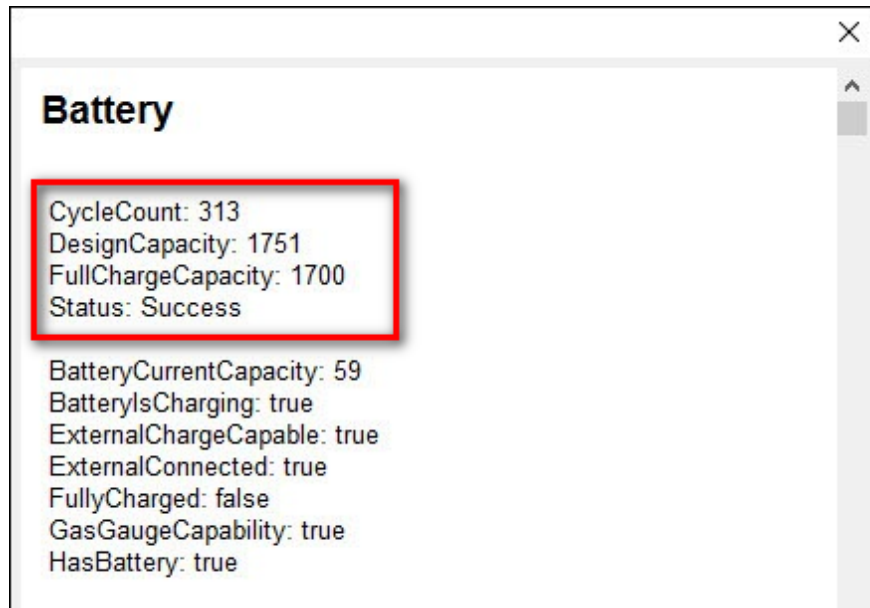 Battery
CycleCount: 313
DesignCapacity: 1751
FullChargeCapacity: 1700
Status: Success
BatteryCurrentCapacity: 59
BatteryIsCharging: true
ExternalChargeCapable: true
ExternalConnected: true
FullyCharged: false
GasGaugeCapability: true
HasBattery: true